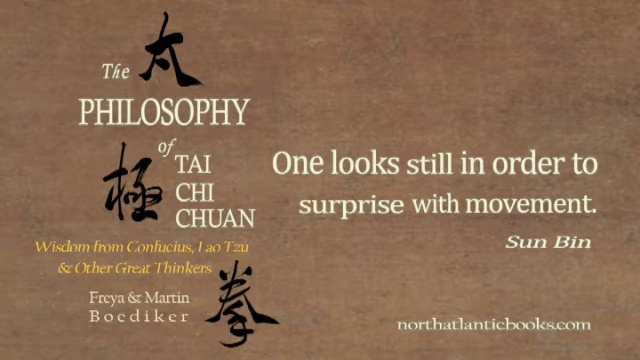 The 太
PHILOSOPHY
of
極 TAI
CHI
CHUAN
Wisdom from Confucius, Lao Tzu
& Other Great Thinkers
拳
Freya & Martin
Boediker
One looks still in order to
surprise with movement.
Sun Bin
northatlanticbooks.com